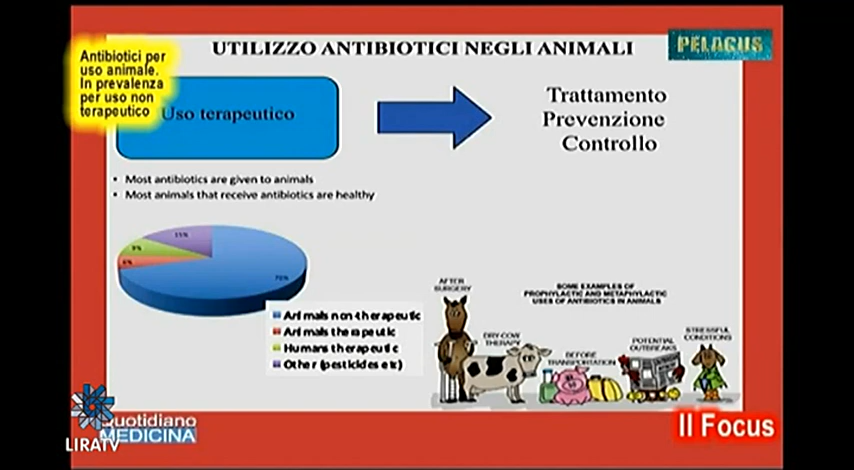 Antibiotici per
uso animale.
In prevalenza
per uso non
terapeutico
UTILIZZO ANTIBIOTICI NEGLI ANIMALI
PELAGUS
Uso terapeutico
Trattamento
Prevenzione
Controllo
• Most antibiotics are given to animals
• Most animals that receive antibiotics are healthy
15%
9%
6%
70%
Animals non-therapeutic
Animals therapeutic
Humans therapeutic
Other (pesticides etc)
AFTER
SURGERY
SOME EXAMPLES OF
PROPHYLACTIC AND METAPHYLACTIC
USES OF ANTIBIOTICS IN ANIMALS
DRY-COW
THERAPY
BEFORE
TRANSPORTATION
POTENTIAL
OUTBREAKS
STRESSFUL
CONDITIONS
quotidiano
MEDICINA
LIRATV
Il Focus